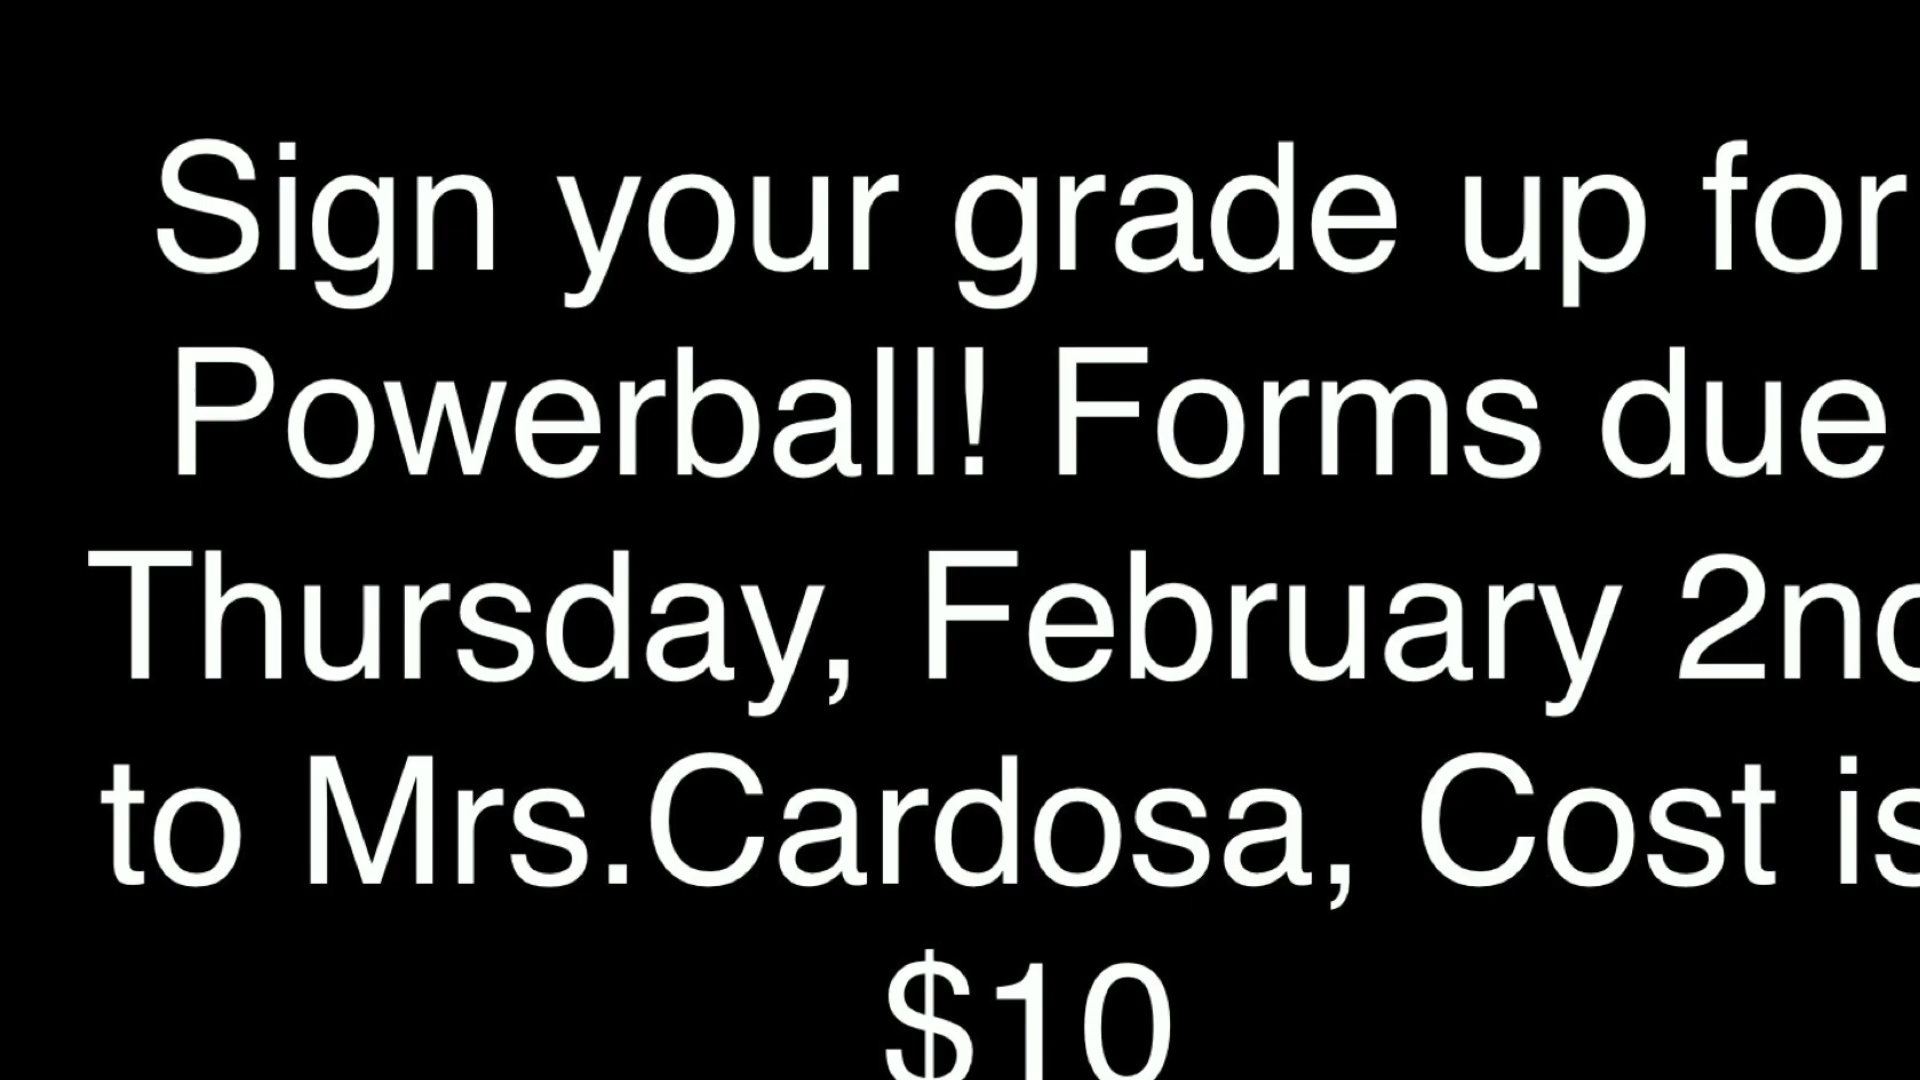 Sign your grade up for
Powerball! Forms due
Thursday, February 2nd
to Mrs.Cardosa, Cost is
$10